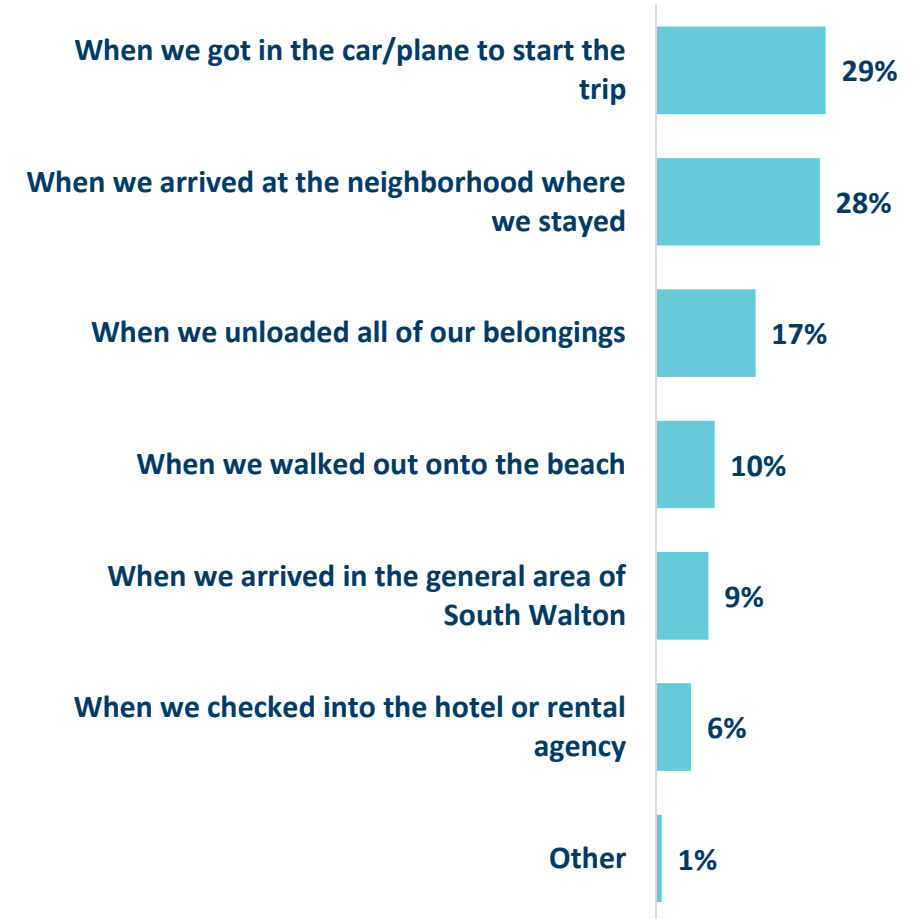 When we got in the car/plane to start the
trip
29%
When we arrived at the neighborhood where
we stayed
28%
When we unloaded all of our belongings
17%
When we walked out onto the beach
10%
When we arrived in the general area of
South Walton
9%
When we checked into the hotel or rental
agency
6%
Other
1%